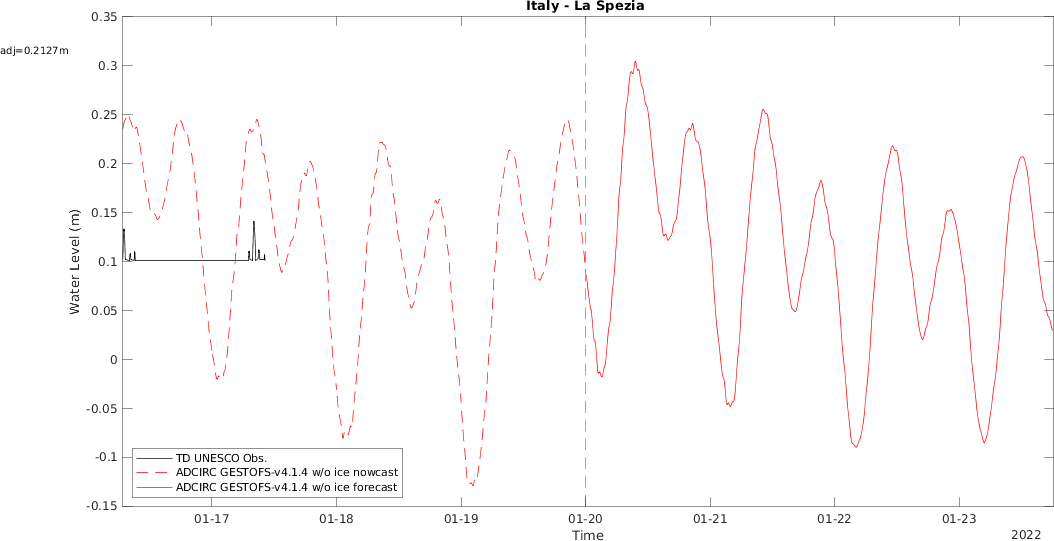 Italy - La Spezia
adj=0.2127m
0.35
0.3
0.25
0.2
0.15
0.1
0.05
0
-0.05
-0.1
-0.15
Water Level (m)
TD UNESCO Obs.
ADCIRC GESTOFS-v4.1.4 w/o ice nowcast
ADCIRC GESTOFS-v4.1.4 w/o ice forecast
01-17 01-18 01-19 01-20 01-21 01-22 01-23
Time
2022